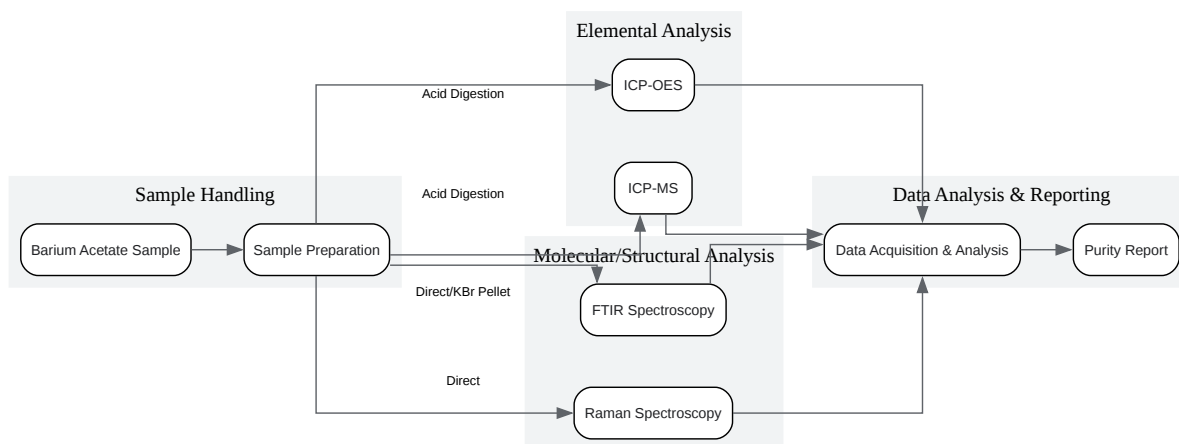 Elemental Analysis
ICP-OES
Acid Digestion
ICP-MS
Acid Digestion
Sample Handling
Data Analysis & Reporting
Barium Acetate Sample
Sample Preparation
Data Acquisition & Analysis
Purity Report
Molecular/Structural Analysis
Direct/KBr Pellet
FTIR Spectroscopy
Direct
Raman Spectroscopy